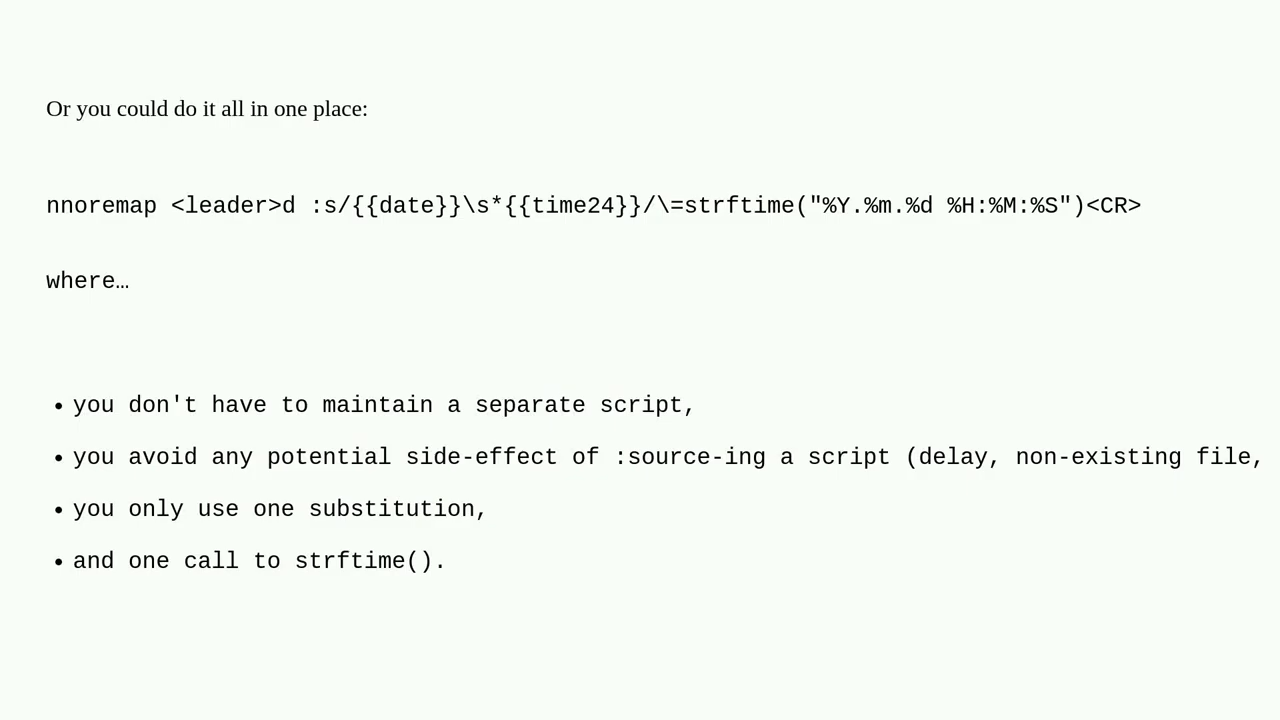 Or you could do it all in one place:
nnoremap <leader>d :s/{{date}}\s*{{time24}}/\=strftime("%Y.%m.%d %H:%M:%S")<CR>
where…
• you don't have to maintain a separate script,
• you avoid any potential side-effect of :source-ing a script (delay, non-existing file,
• you only use one substitution,
• and one call to strftime().